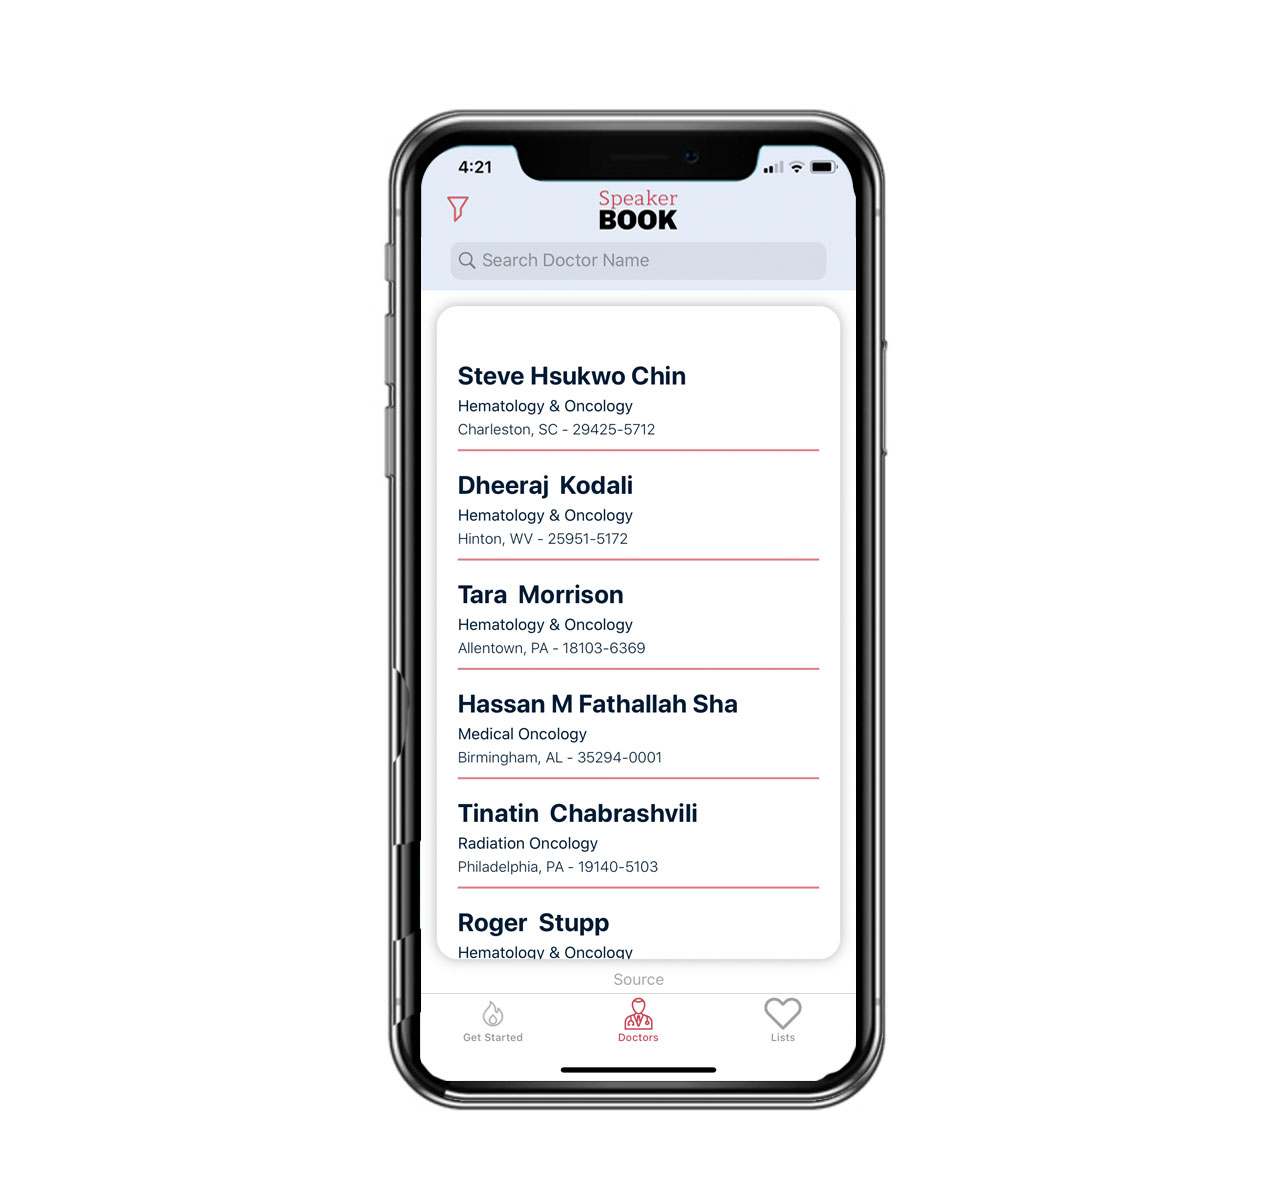 4:21
Speaker
BOOK
Search Doctor Name
Steve Hsukwo Chin
Hematology & Oncology
Charleston, SC - 29425-5712
Dheeraj Kodali
Hematology & Oncology
Hinton, WV - 25951-5172
Tara Morrison
Hematology & Oncology
Allentown, PA - 18103-6369
Hassan M Fathallah Sha
Medical Oncology
Birmingham, AL - 35294-0001
Tinatin Chabrashvili
Radiation Oncology
Philadelphia, PA - 19140-5103
Roger Stupp
Hematology & Oncology
Source
Get Started
Doctors
Lists